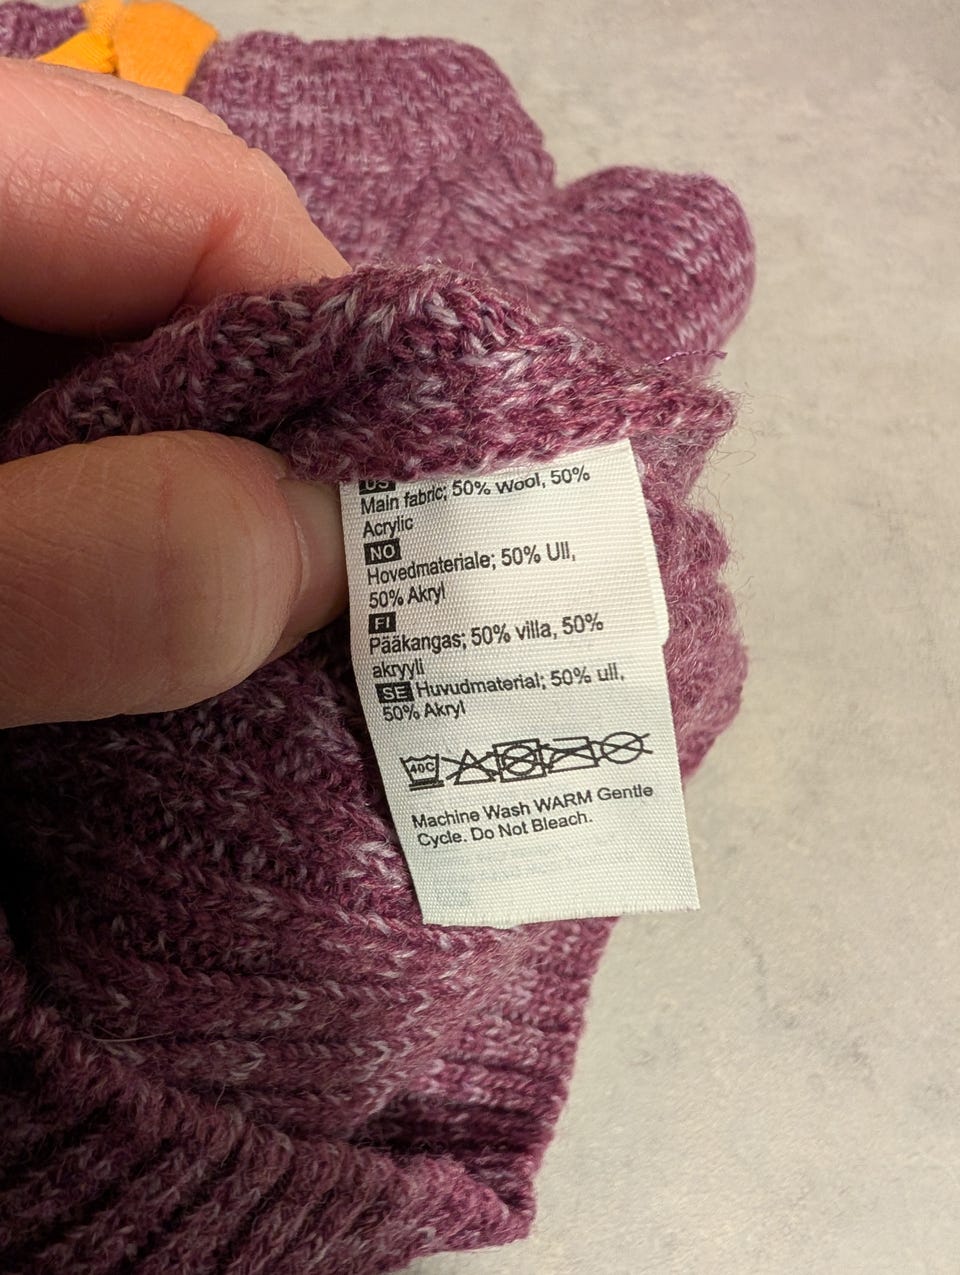 US
Main fabric; 50% Wool, 50%
Acrylic
NO
Hovedmateriale; 50% Ull,
50% Akryl
FI
Pääkangas; 50% villa, 50%
akryyli
SE Huvudmaterial; 50% ull,
50% Akryl
40C
Machine Wash WARM Gentle
Cycle. Do Not Bleach.